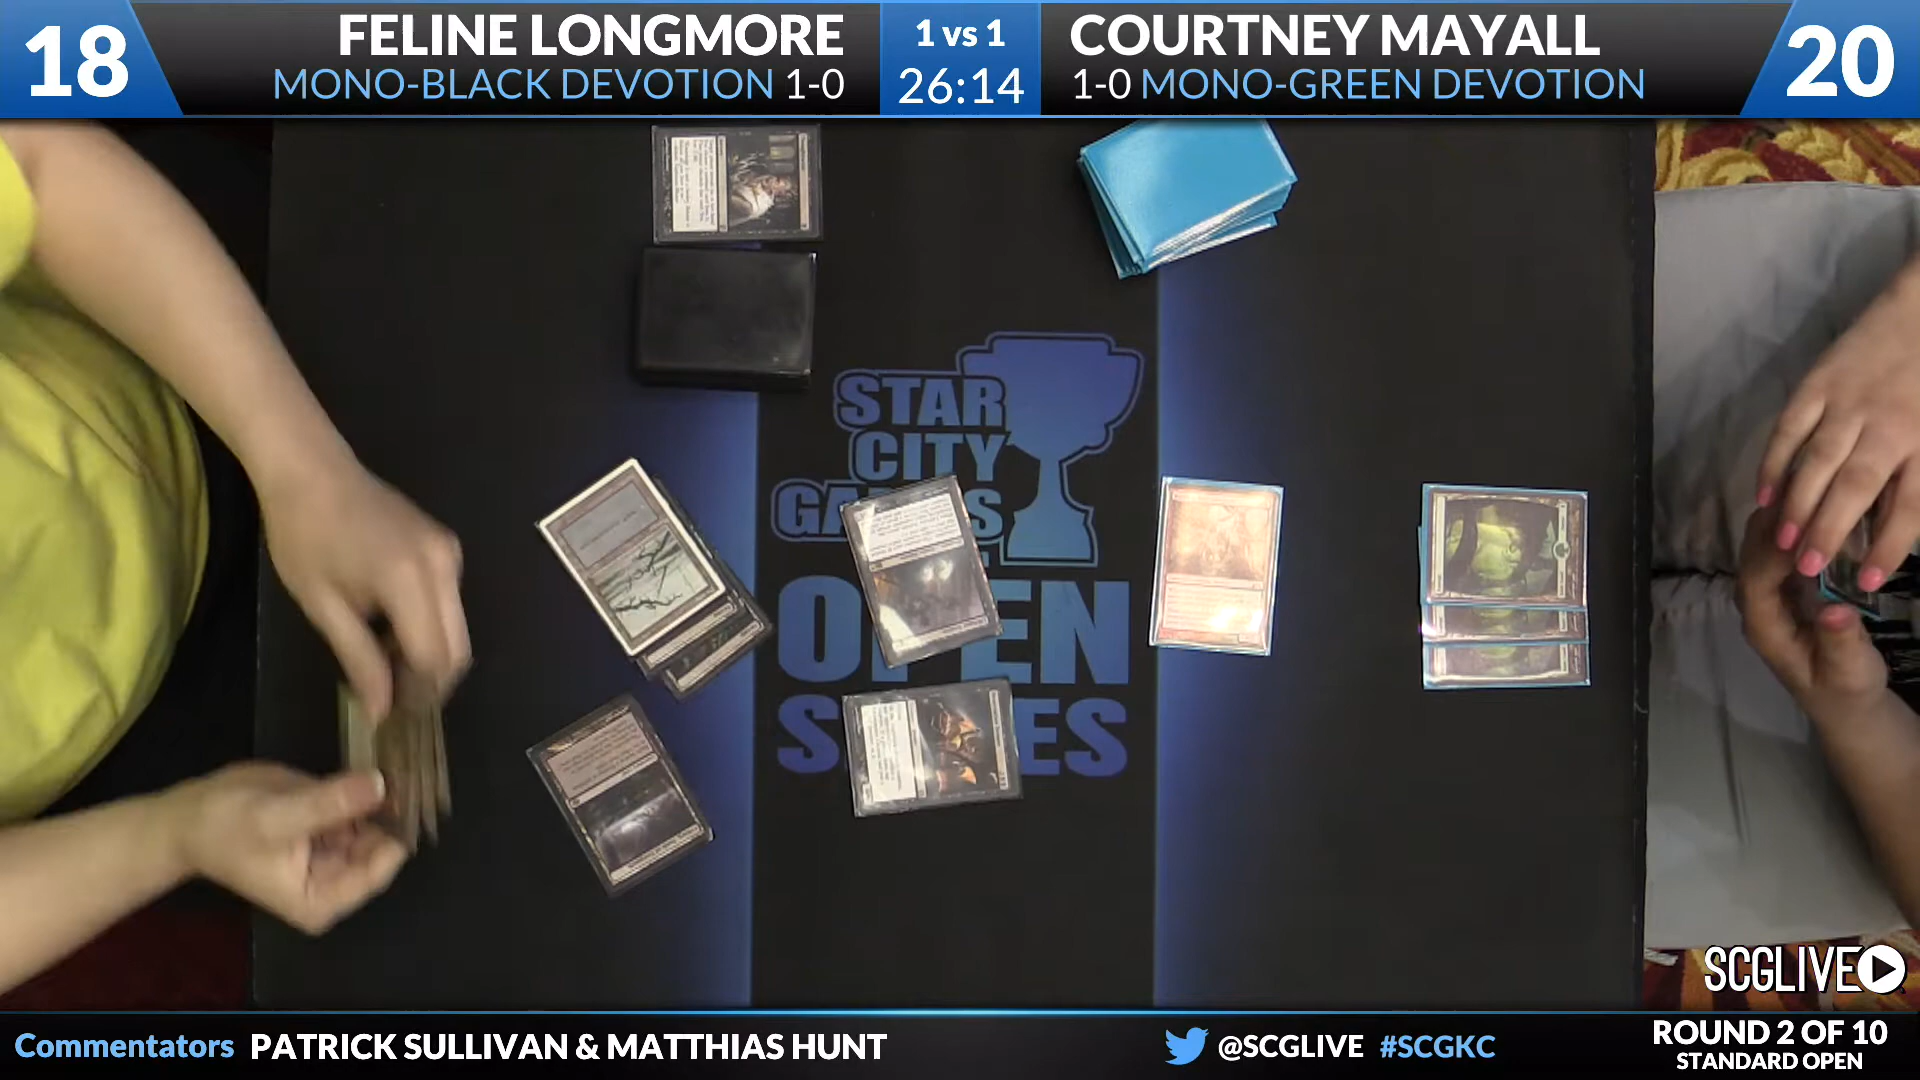 18
FELINE LONGMORE
MONO-BLACK DEVOTION 1-0
1 vs 1
26:14
COURTNEY MAYALL
1-0 MONO-GREEN DEVOTION
20
STAR
CITY
GA S
OPEN
S ES
SCGLIVE
Commentators PATRICK SULLIVAN & MATTHIAS HUNT
@SCGLIVE #SCGKC
ROUND 2 OF 10
STANDARD OPEN